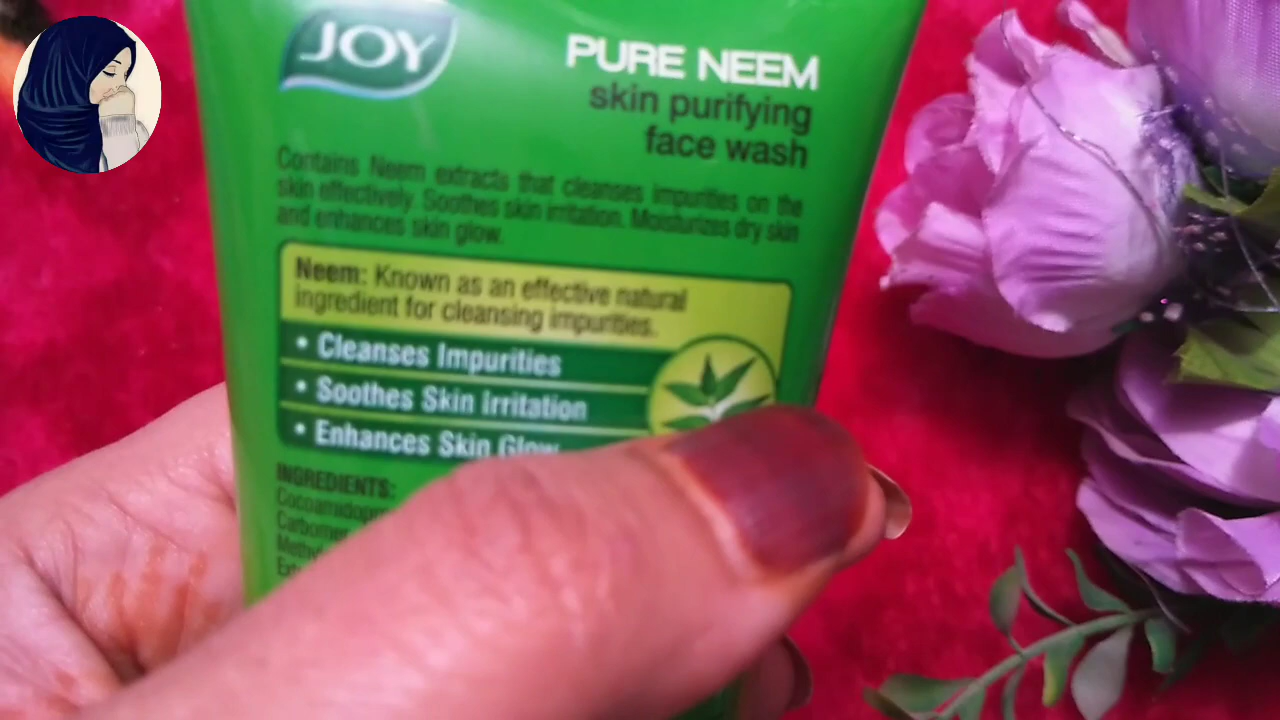 JOY
PURE NEEM
skin purifying
face wash
Contains Neem extracts that cleanses impurities on the
skin effectively. Soothes skin irritation. Moisturizes dry skin
and enhances skin glow.
Neem: Known as an effective natural
ingredient for cleansing impurities.
• Cleanses Impurities
• Soothes Skin Irritation
• Enhances Skin Glow
INGREDIENTS: